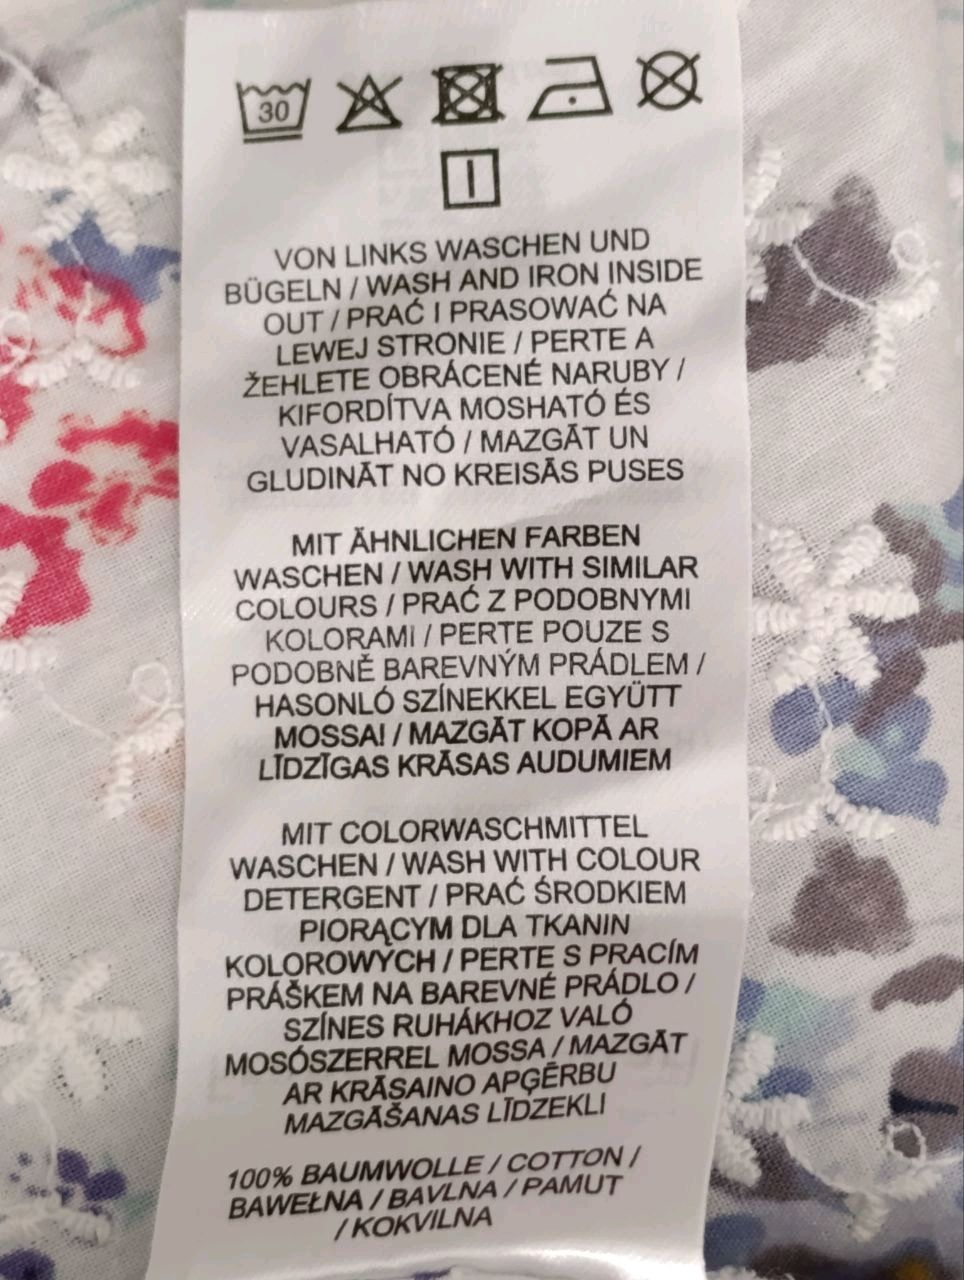 30
VON LINKS WASCHEN UND
BÜGELN / WASH AND IRON INSIDE
OUT / PRAĆ I PRASOWAĆ NA
LEWEJ STRONIE / PERTE A
ŽEHLETE OBRÁCENÉ NARUBY /
KIFORDÍTVA MOSHATÓ ÉS
VASALHATÓ / MAZGĀT UN
GLUDINĀT NO KREISĀS PUSES
MIT ÄHNLICHEN FARBEN
WASCHEN / WASH WITH SIMILAR
COLOURS / PRAĆ Z PODOBNYMI
KOLORAMI / PERTE POUZE S
PODOBNĚ BAREVNÝM PRÁDLEM /
HASONLÓ SZÍNEKKEL EGYÜTT
MOSSA! / MAZGĀT KOPĀ AR
LĪDZĪGAS KRĀSAS AUDUMIEM
MIT COLORWASCHMITTEL
WASCHEN / WASH WITH COLOUR
DETERGENT / PRAĆ ŚRODKIEM
PIORĄCYM DLA TKANIN
KOLOROWYCH / PERTE S PRACÍM
PRÁŠKEM NA BAREVNÉ PRÁDLO /
SZÍNES RUHÁKHOZ VALÓ
MOSÓSZERREL MOSSA / MAZGĀT
AR KRĀSAINO APĢĒRBU
MAZGĀŠANAS LĪDZEKLI
100% BAUMWOLLE / COTTON /
BAWEŁNA / BAVLNA / PAMUT
/ KOKVILNA